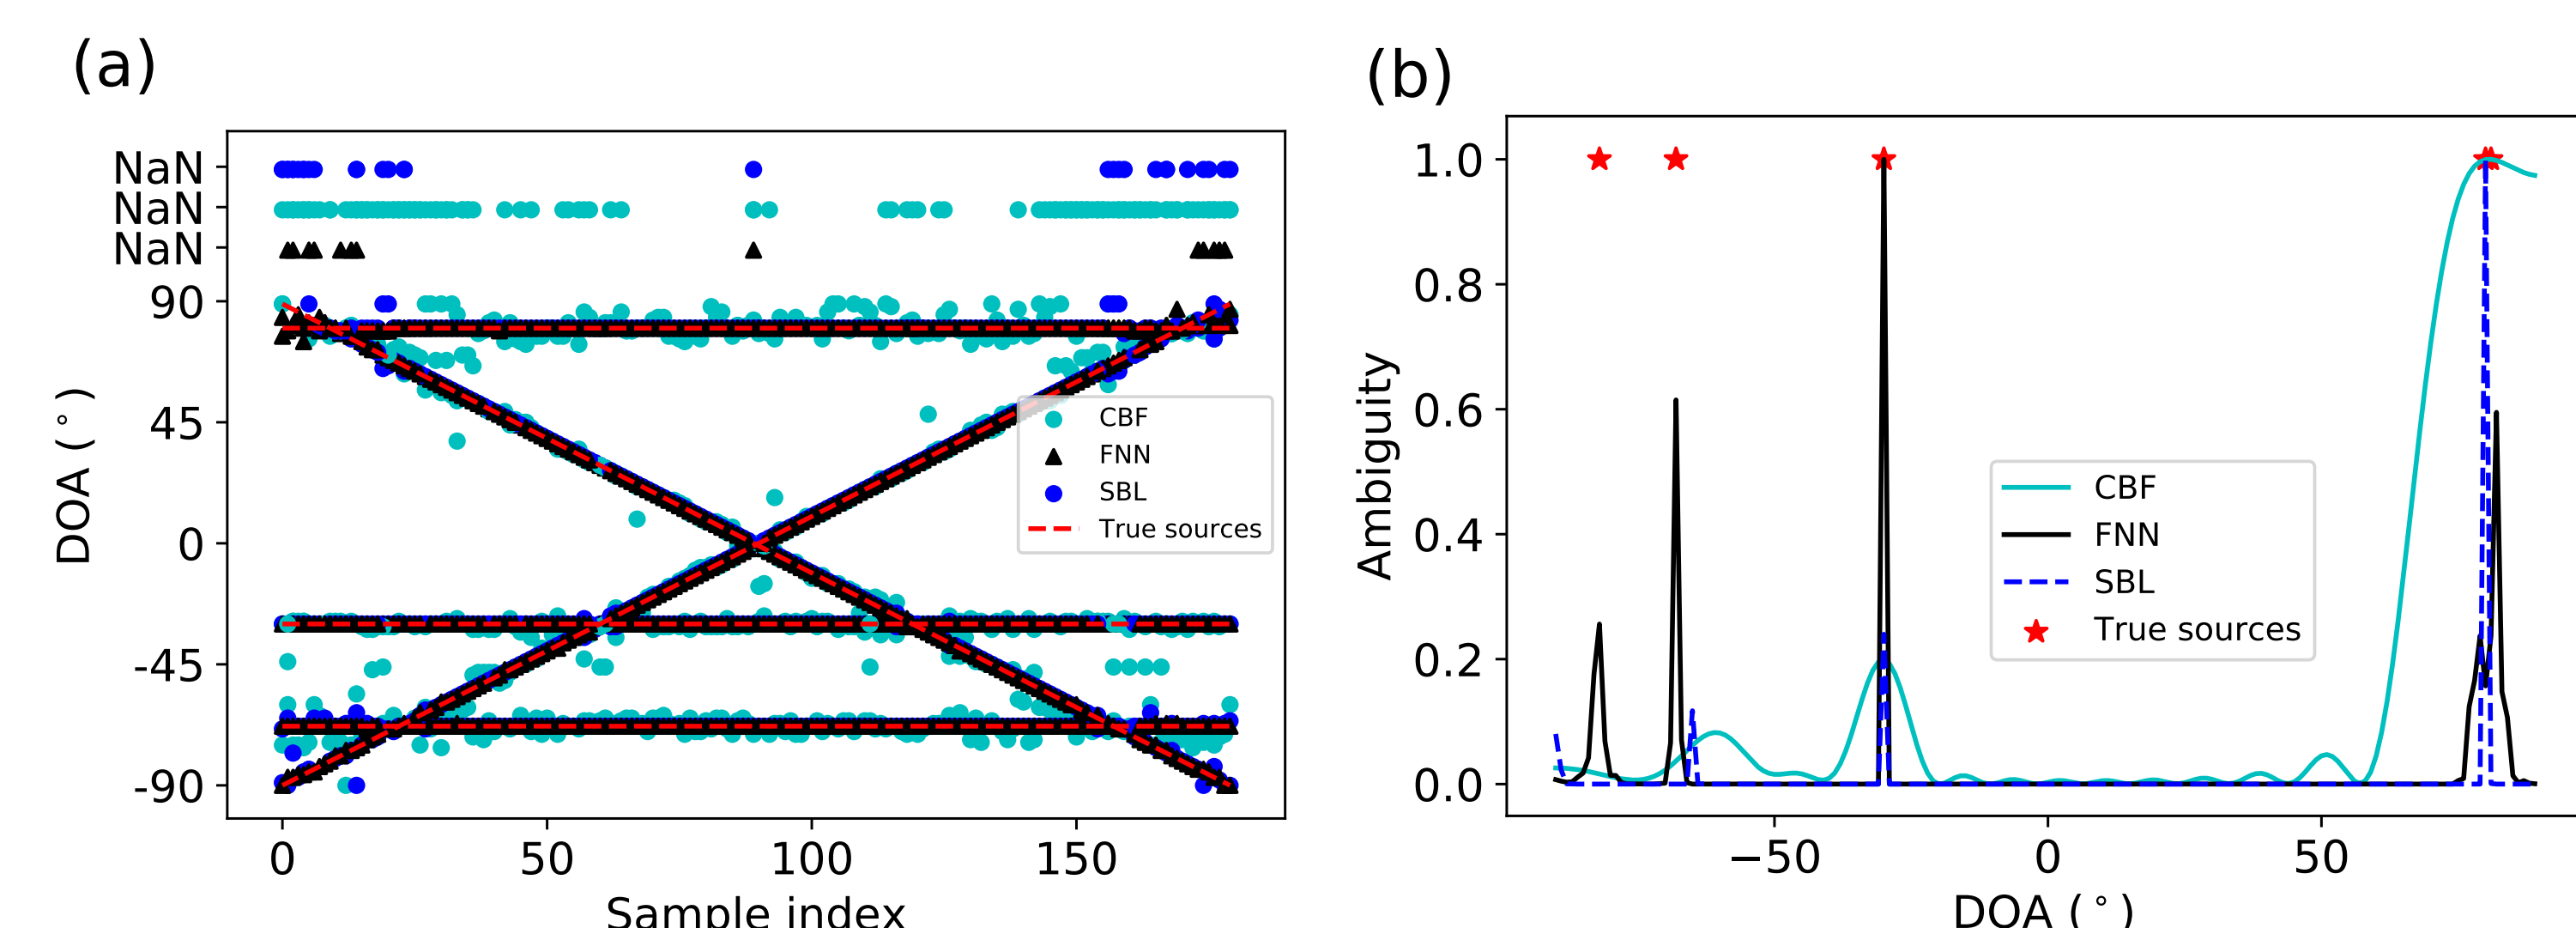 (a)
NaN
NaN
NaN
90
45
0
-45
-90
DOA (°)
CBF
FNN
SBL
True sources
0 50 100 150
Sample index
(b)
1.0
0.8
0.6
0.4
0.2
0.0
Ambiguity
CBF
FNN
SBL
True sources
−50 0 50
DOA (°)